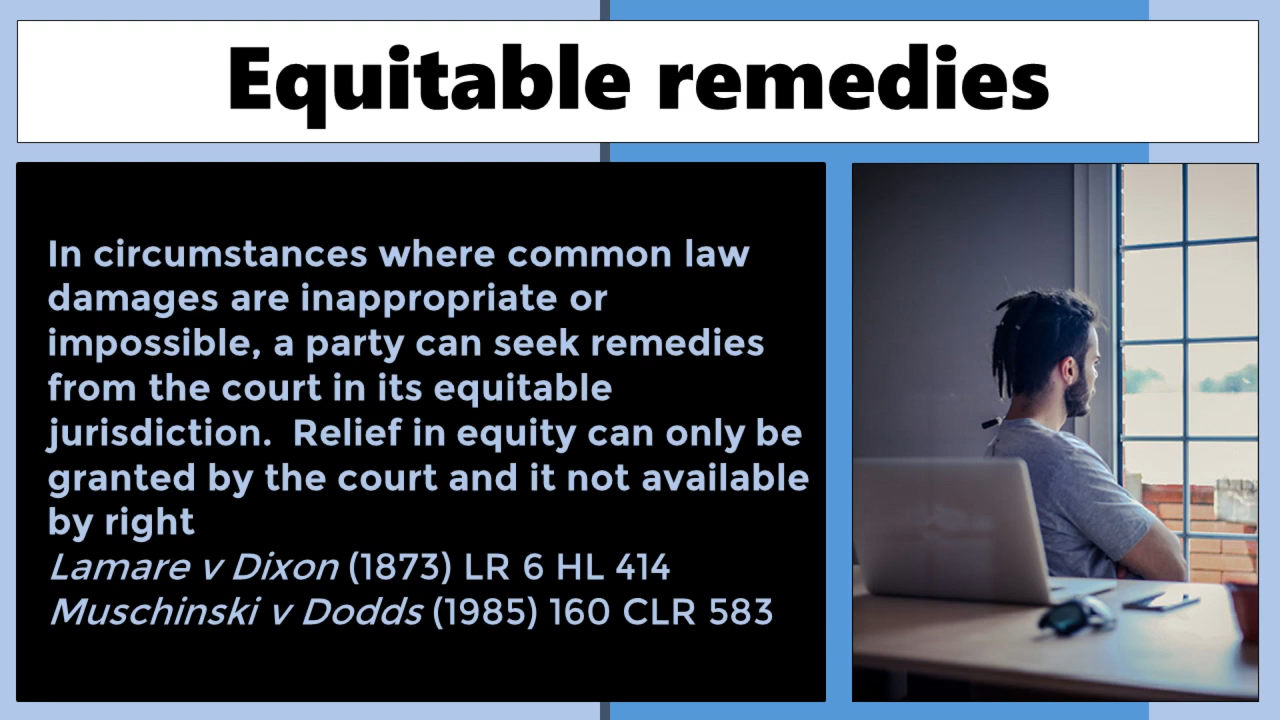 Equitable remedies
In circumstances where common law
damages are inappropriate or
impossible, a party can seek remedies
from the court in its equitable
jurisdiction.  Relief in equity can only be
granted by the court and it not available
by right
Lamare v Dixon (1873) LR 6 HL 414
Muschinski v Dodds (1985) 160 CLR 583